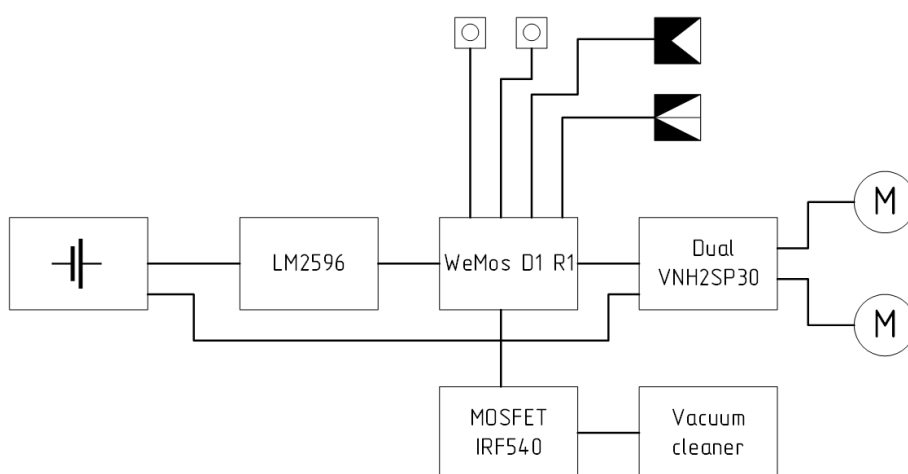 M
LM2596
WeMos D1 R1
Dual
VNH2SP30
M
MOSFET
IRF540
Vacuum
cleaner